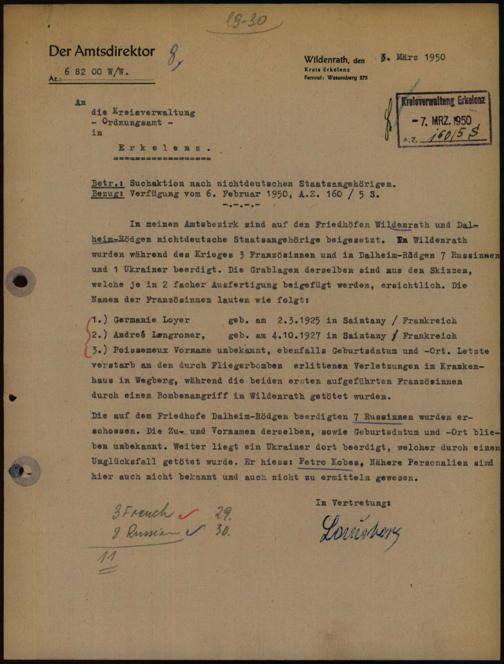 29-30
Der Amtsdirektor
Az.: 6 82 00 W/W.
Wildenrath, den 3. März 1950
Kreis Erkelenz
Fernruf: Wassenberg 275
An
die Kreisverwaltung
- Ordnungsamt -
in
Erkelenz.
Kreisverwaltung Erkelenz
- 7. MRZ. 1950
A.Z. 160/5 S
Betr.: Suchaktion nach nichtdeutschen Staatsangehörigen.
Bezug: Verfügung vom 6. Februar 1950, A.Z. 160 / 5 S.
-.-.-.-
In meinem Amtsbezirk sind auf den Friedhöfen Wildenrath und Dal-
heim-Rödgen nichtdeutsche Staatsangehörige beigesetzt. In Wildenrath
wurden während des Krieges 3 Französinnen und in Dalheim-Rödgen 7 Russinnen
und 1 Ukrainer beerdigt. Die Grablagen derselben sind aus den Skizzen,
welche je in 2 facher Ausfertigung beigefügt werden, ersichtlich. Die
Namen der Französinnen lauten wie folgt:
1.) Germanie Loyer geb. am 2.3.1925 in Saintany / Frankreich
2.) Andreé Lengroner, geb. am 4.10.1927 in Saintany / Frankreich
3.) Poissemeux Vorname unbekannt, ebenfalls Geburtsdatum und -Ort. Letzte
verstarb an den durch Fliegerbomben erlittenen Verletzungen im Kranken-
haus in Wegberg, während die beiden ersten aufgeführten Französinnen
durch einen Bombenangriff in Wildenrath getötet wurden.
Die auf dem Friedhofe Dalheim-Rödgen beerdigten 7 Russinnen wurden er-
schossen. Die Zu- und Vornamen derselben, sowie Geburtsdatum und -Ort blie-
ben unbekannt. Weiter liegt ein Ukrainer dort beerdigt, welcher durch einen
Unglücksfall getötet wurde. Er hiess: Petro Kobes, Nähere Personalien sind
hier auch nicht bekannt und auch nicht zu ermitteln gewesen.
In Vertretung:
3 French 29.
8 Russian 30.
11